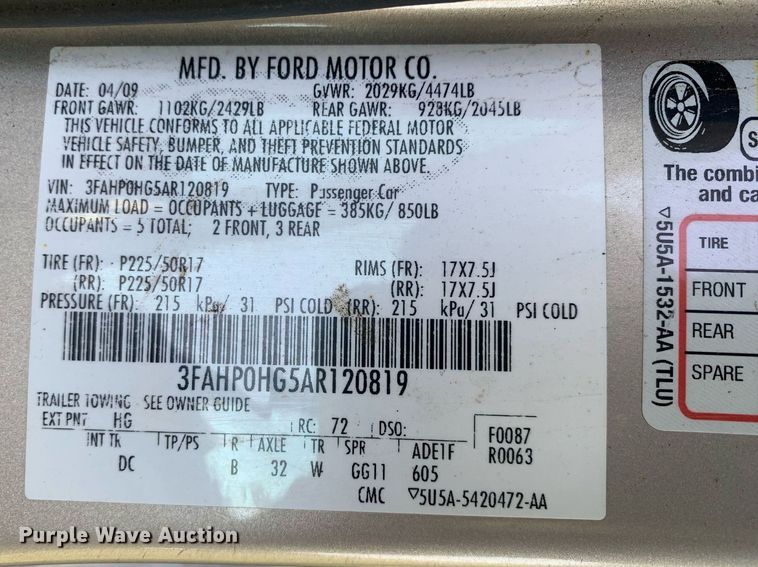 MFD. BY FORD MOTOR CO.
DATE: 04/09 GVWR: 2029KG/4474LB
FRONT GAWR: 1102KG/2429LB REAR GAWR: 928KG/2045LB
THIS VEHICLE CONFORMS TO ALL APPLICABLE FEDERAL MOTOR
VEHICLE SAFETY, BUMPER, AND THEFT PREVENTION STANDARDS
IN EFFECT ON THE DATE OF MANUFACTURE SHOWN ABOVE.
VIN: 3FAHP0HG5AR120819 TYPE: Passenger Car
MAXIMUM LOAD = OCCUPANTS + LUGGAGE = 385KG/ 850LB
OCCUPANTS = 5 TOTAL; 2 FRONT, 3 REAR
TIRE (FR): P225/50R17 RIMS (FR): 17X7.5J
(RR): P225/50R17 (RR): 17X7.5J
PRESSURE (FR): 215 kPa/ 31 PSI COLD (RR): 215 kPa/ 31 PSI COLD
3FAHP0HG5AR120819
TRAILER TOWING - SEE OWNER GUIDE
EXT PNT HG RC: 72 DSO:
INT TR TP/PS R AXLE TR SPR ADE1F F0087
DC B 32 W GG11 605 R0063
CMC ▽5U5A-5420472-AA
S
The combi
and ca
TIRE
FRONT
REAR
SPARE
▽5U5A-1532-AA (TLU)
Purple Wave Auction